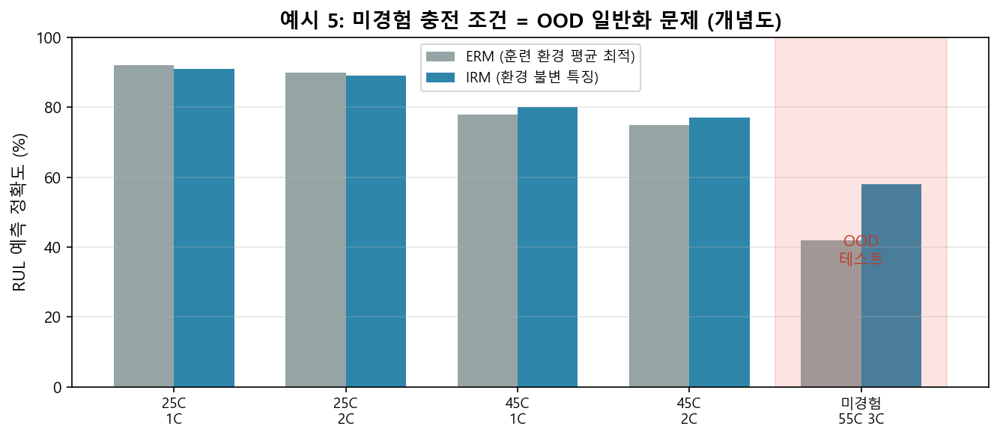 예시 5: 미경험 충전 조건 = OOD 일반화 문제 (개념도)
ERM (훈련 환경 평균 최적)
IRM (환경 불변 특징)
RUL 예측 정확도 (%)
100
80
60
40
20
0
OOD
테스트
25C
1C
25C
2C
45C
1C
45C
2C
미경험
55C 3C